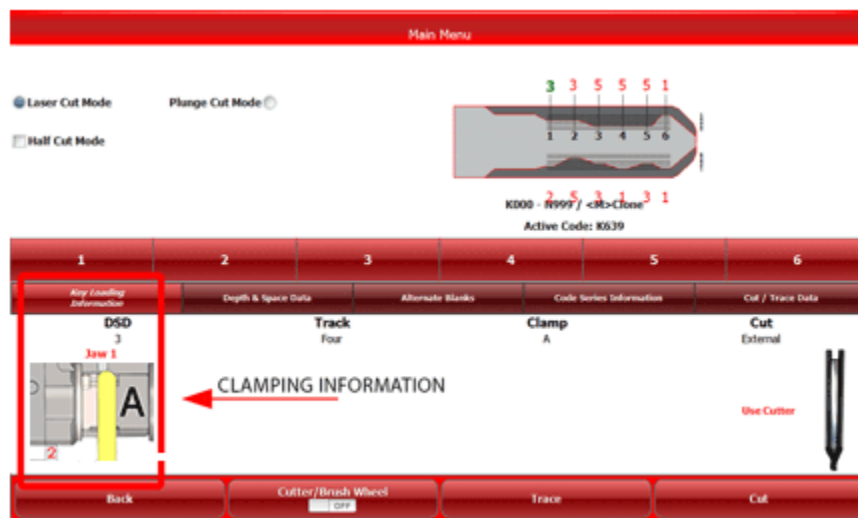 Main Menu
Laser Cut Mode Plunge Cut Mode
Half Cut Mode
3 3 5 5 5 1
1 2 3 4 5 6
2 5 3 1 3 1
K000 - N999 / <M>Clone
Active Code: K639
1 2 3 4 5 6
Key Loading Information Depth & Space Data Alternate Blanks Code Series Information Cut / Trace Data
DSD Track Clamp Cut
3 Four A External
Jaw 1
A
2
CLAMPING INFORMATION
Use Cutter
Back Cutter/Brush Wheel Trace Cut
OFF